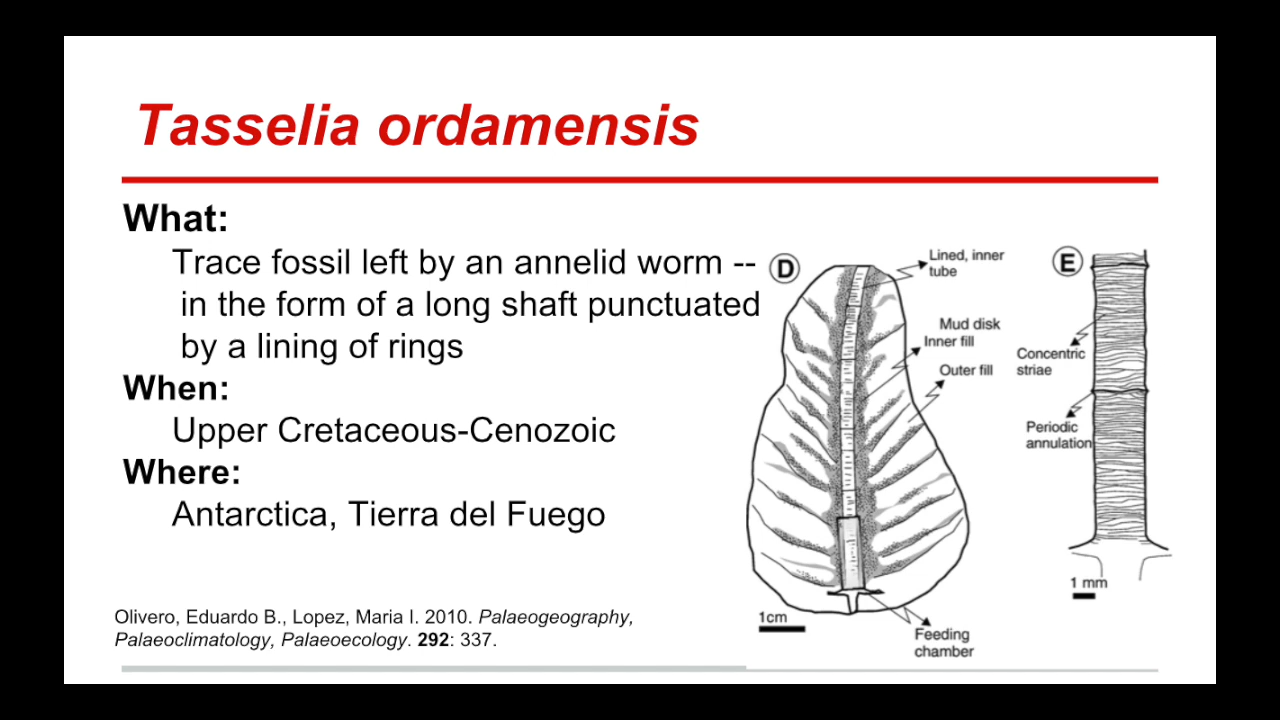 Tasselia ordamensis
What:
Trace fossil left by an annelid worm --
in the form of a long shaft punctuated
by a lining of rings
When:
Upper Cretaceous-Cenozoic
Where:
Antarctica, Tierra del Fuego
Olivero, Eduardo B., Lopez, Maria I. 2010. Palaeogeography,
Palaeoclimatology, Palaeoecology. 292: 337.
D
Lined, inner
tube
Mud disk
Inner fill
Outer fill
1cm
Feeding
chamber
E
Concentric
striae
Periodic
annulation
1 mm